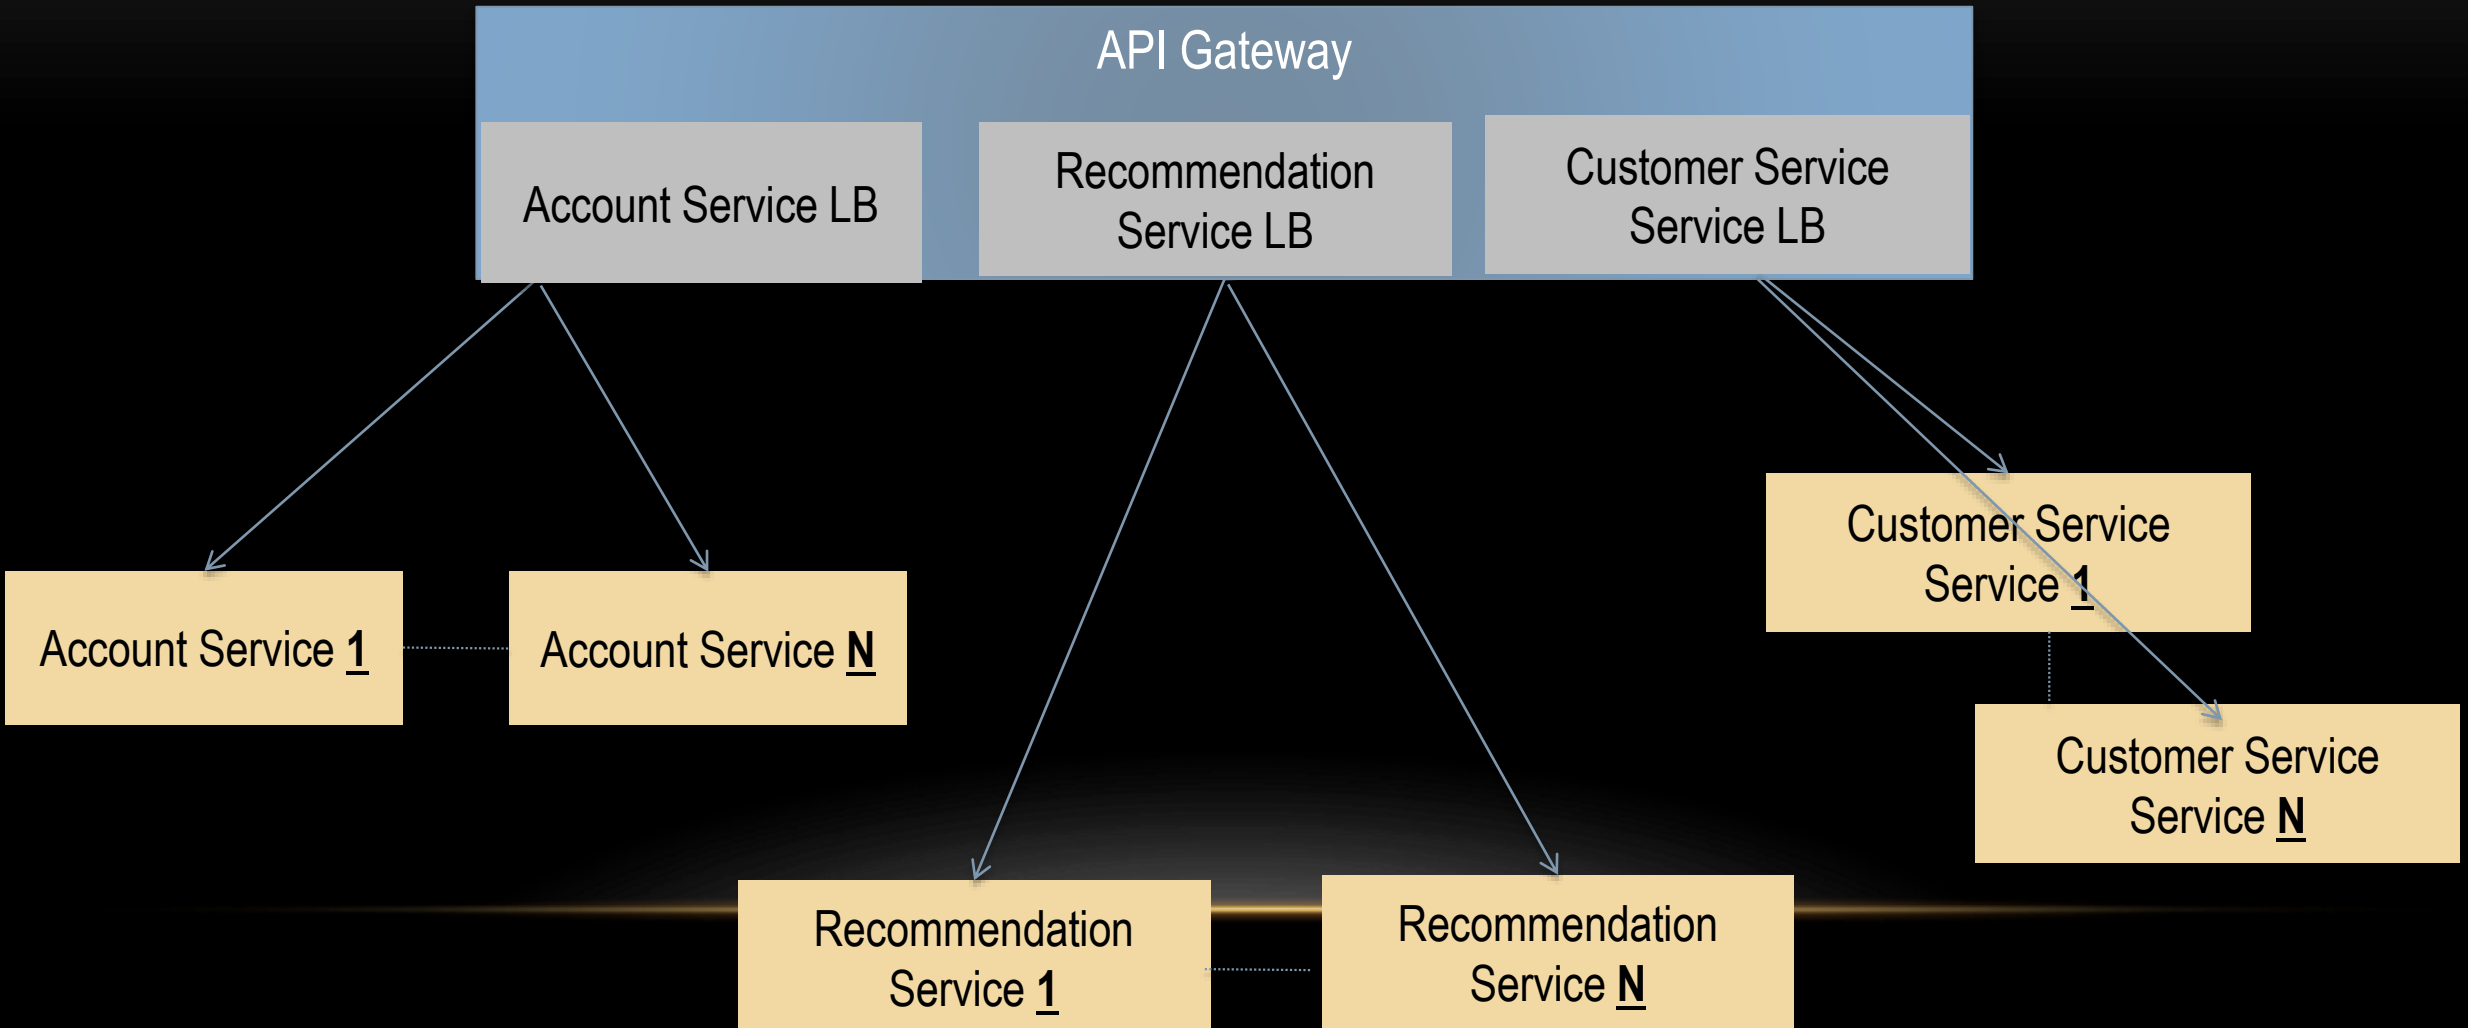 API Gateway
Account Service LB
Recommendation
Service LB
Customer Service
Service LB
Account Service 1
Account Service N
Customer Service
Service 1
Customer Service
Service N
Recommendation
Service 1
Recommendation
Service N